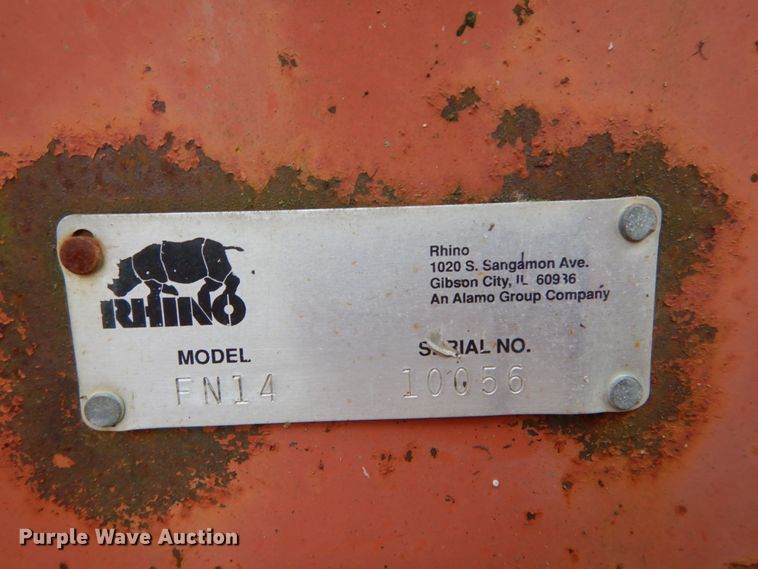 RHINO
Rhino
1020 S. Sangamon Ave.
Gibson City, IL 60936
An Alamo Group Company
MODEL
SERIAL NO.
FN14
10056
Purple Wave Auction